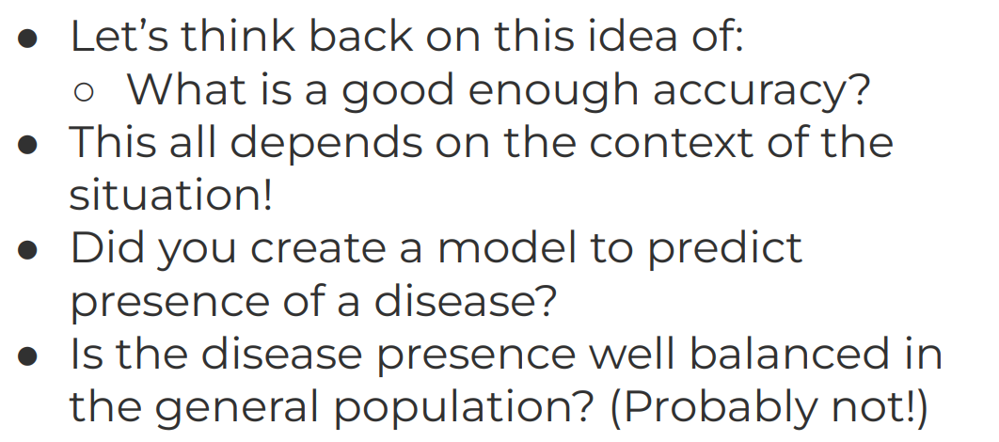 ● Let’s think back on this idea of:
○ What is a good enough accuracy?
● This all depends on the context of the
situation!
● Did you create a model to predict
presence of a disease?
● Is the disease presence well balanced in
the general population? (Probably not!)